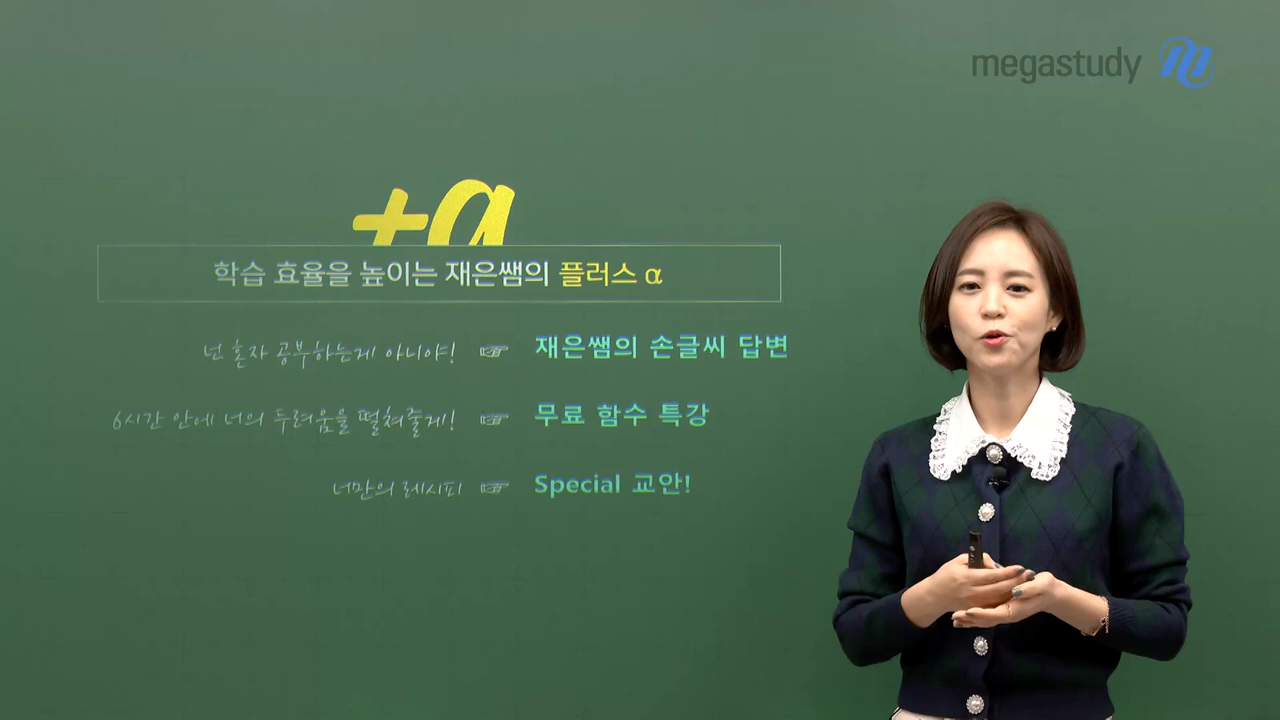 megastudy
+α
학습 효율을 높이는 재은쌤의 플러스 α
넌 혼자 공부하는게 아니야! ☞ 재은쌤의 손글씨 답변
6시간 안에 너의 두려움을 떨쳐줄게! ☞ 무료 함수 특강
너만의 레시피 ☞ Special 교안!